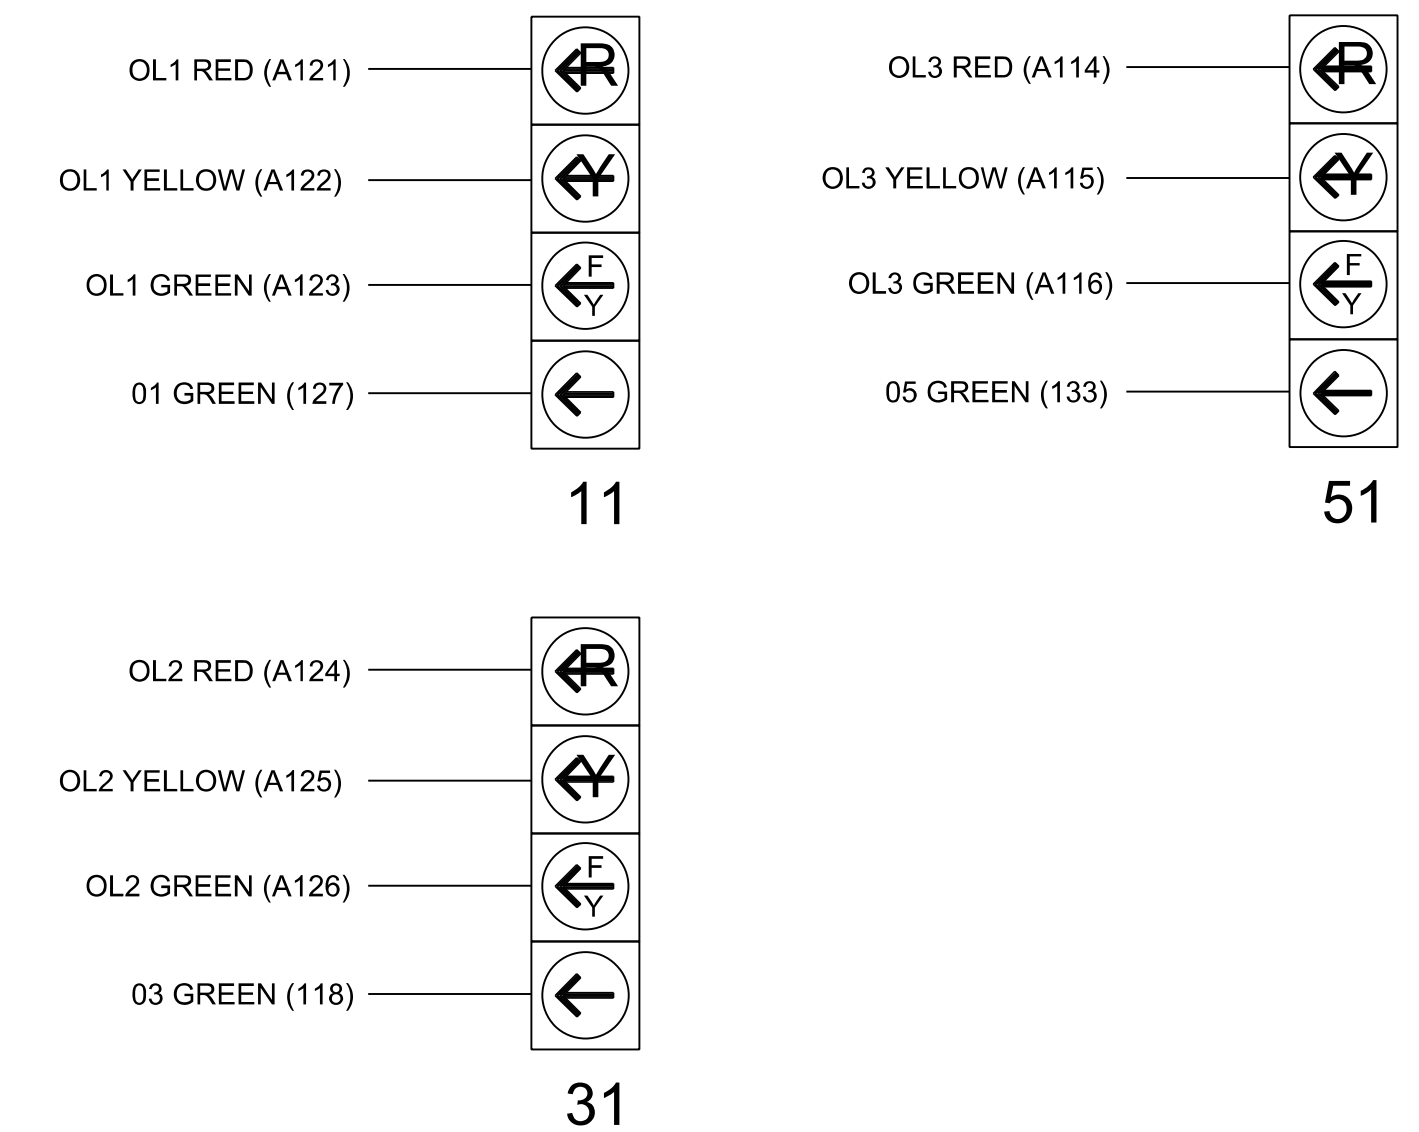 OL1 RED (A121)
R
OL1 YELLOW (A122)
Y
OL1 GREEN (A123)
F
Y
01 GREEN (127)
11
OL3 RED (A114)
R
OL3 YELLOW (A115)
Y
OL3 GREEN (A116)
F
Y
05 GREEN (133)
51
OL2 RED (A124)
R
OL2 YELLOW (A125)
Y
OL2 GREEN (A126)
F
Y
03 GREEN (118)
31